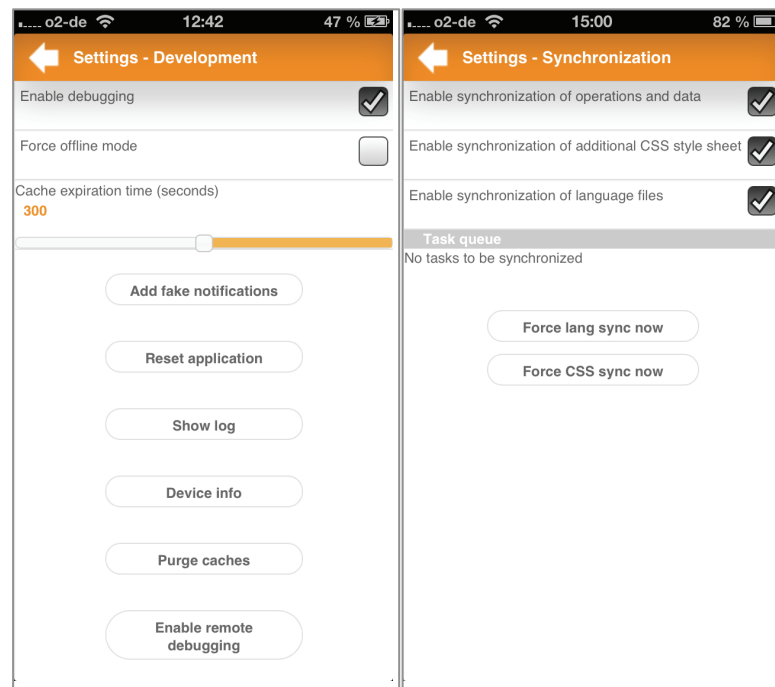 o2-de 12:42 47 %
Settings - Development
Enable debugging
Force offline mode
Cache expiration time (seconds)
300
Add fake notifications
Reset application
Show log
Device info
Purge caches
Enable remote
debugging
o2-de 15:00 82 %
Settings - Synchronization
Enable synchronization of operations and data
Enable synchronization of additional CSS style sheet
Enable synchronization of language files
Task queue
No tasks to be synchronized
Force lang sync now
Force CSS sync now